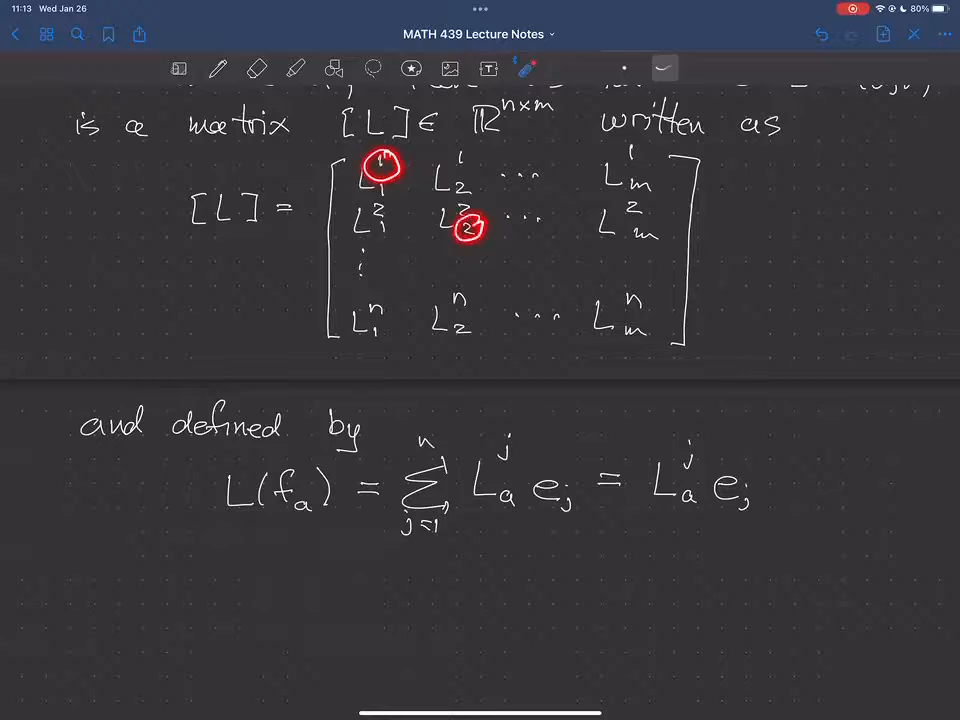 11:13 Wed Jan 26
80%
MATH 439 Lecture Notes
is a matrix [L] ∈ ℝ^{n×m} written as
[L] = [ L^1_1 L^1_2 ⋯ L^1_m
L^2_1 L^2_2 ⋯ L^2_m
⋮
L^n_1 L^n_2 ⋯ L^n_m ]
and defined by
L(f_a) = ∑_{j=1}^{n} L^j_a e_j = L^j_a e_j